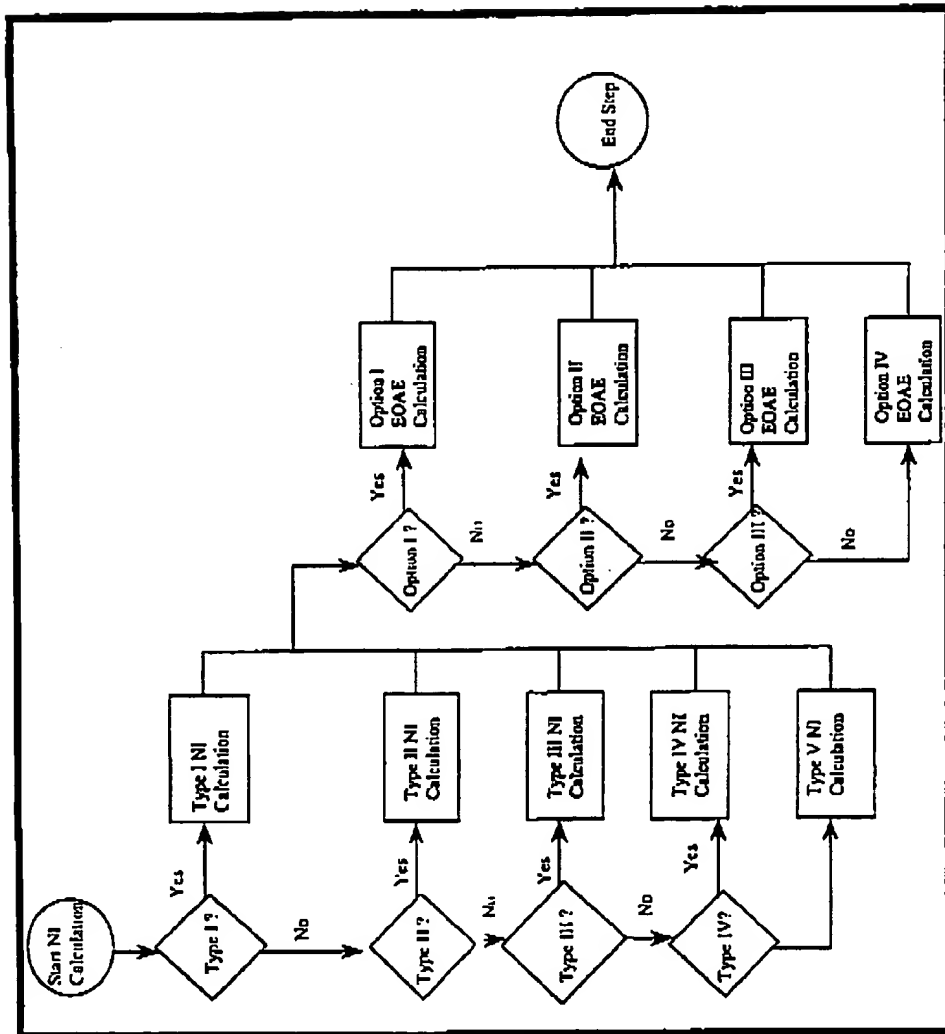 Start NI
Calculation
Type I ?
Yes
Type I NI
Calculation
No
Type II ?
Yes
Type II NI
Calculation
No
Type III ?
Yes
Type III NI
Calculation
No
Type IV?
Yes
Type IV NI
Calculation
Type V NI
Calculation
Option I ?
Yes
Option I
EOAE
Calculation
No
Option II ?
Yes
Option II
EOAE
Calculation
No
Option III ?
Yes
Option III
EOAE
Calculation
No
Option IV
EOAE
Calculation
End Step